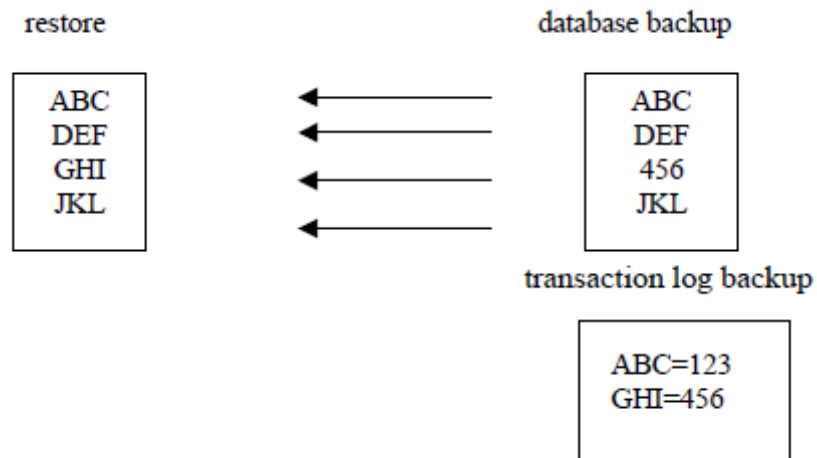 restore
ABC
DEF
GHI
JKL
database backup
ABC
DEF
456
JKL
transaction log backup
ABC=123
GHI=456